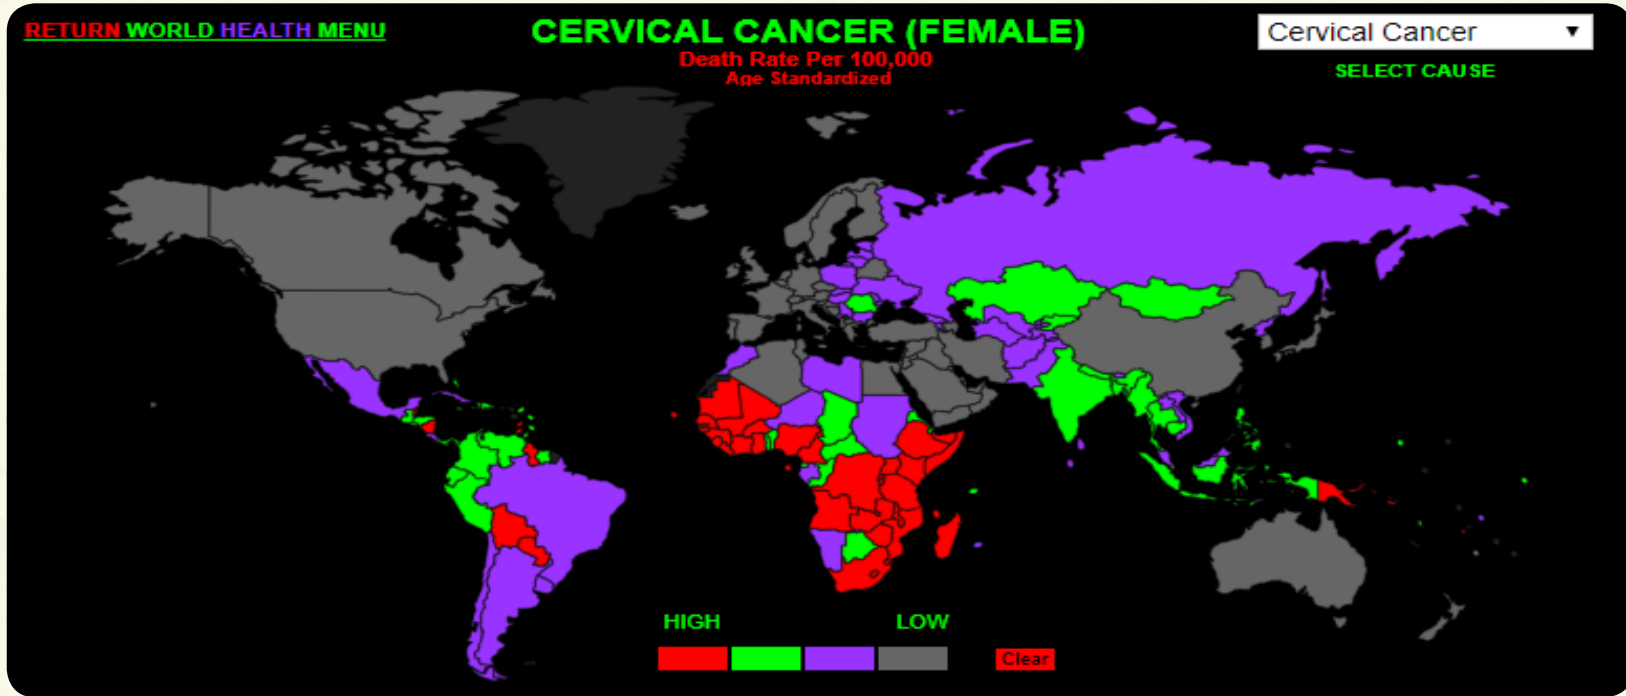 RETURN WORLD HEALTH MENU
CERVICAL CANCER (FEMALE)
Death Rate Per 100,000
Age Standardized
Cervical Cancer
SELECT CAUSE
HIGH LOW
Clear